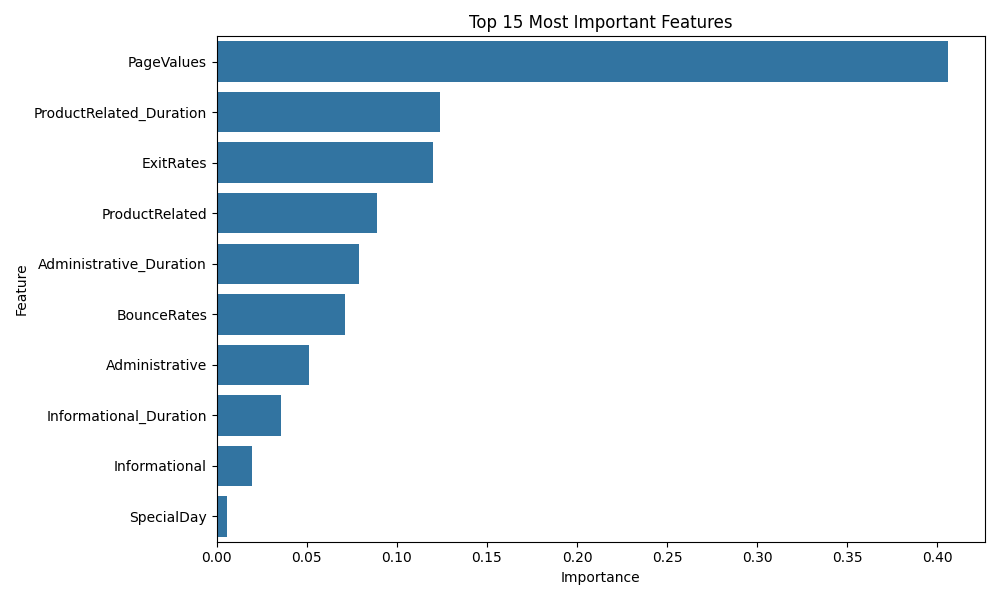 Top 15 Most Important Features
PageValues
ProductRelated_Duration
ExitRates
ProductRelated
Administrative_Duration
BounceRates
Administrative
Informational_Duration
Informational
SpecialDay
Feature
0.00 0.05 0.10 0.15 0.20 0.25 0.30 0.35 0.40
Importance